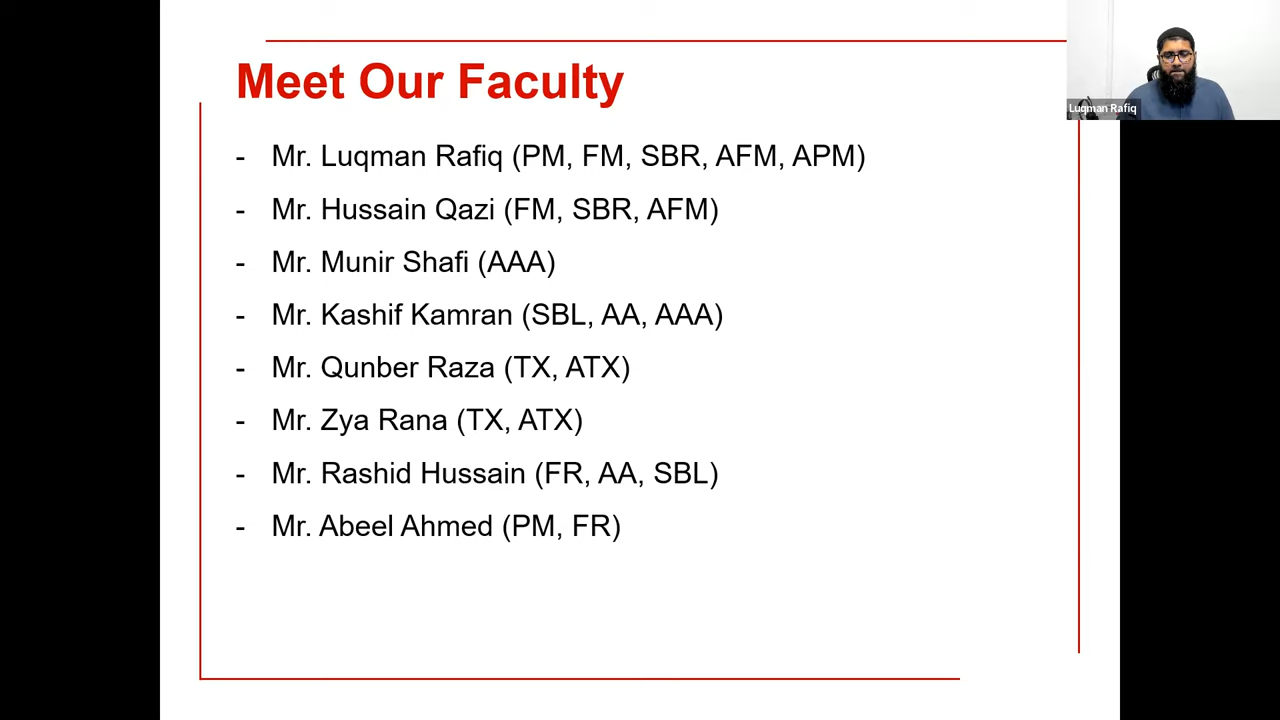 Meet Our Faculty
Luqman Rafiq
- Mr. Luqman Rafiq (PM, FM, SBR, AFM, APM)
- Mr. Hussain Qazi (FM, SBR, AFM)
- Mr. Munir Shafi (AAA)
- Mr. Kashif Kamran (SBL, AA, AAA)
- Mr. Qunber Raza (TX, ATX)
- Mr. Zya Rana (TX, ATX)
- Mr. Rashid Hussain (FR, AA, SBL)
- Mr. Abeel Ahmed (PM, FR)